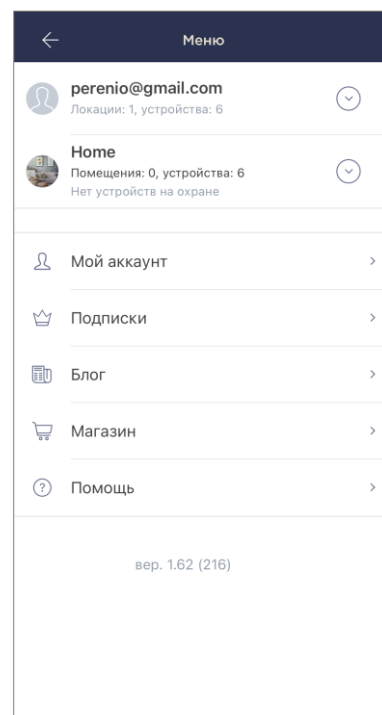 Меню
perenio@gmail.com
Локации: 1, устройства: 6
Home
Помещения: 0, устройства: 6
Нет устройств на охране
Мой аккаунт
Подписки
Блог
Магазин
Помощь
вер. 1.62 (216)